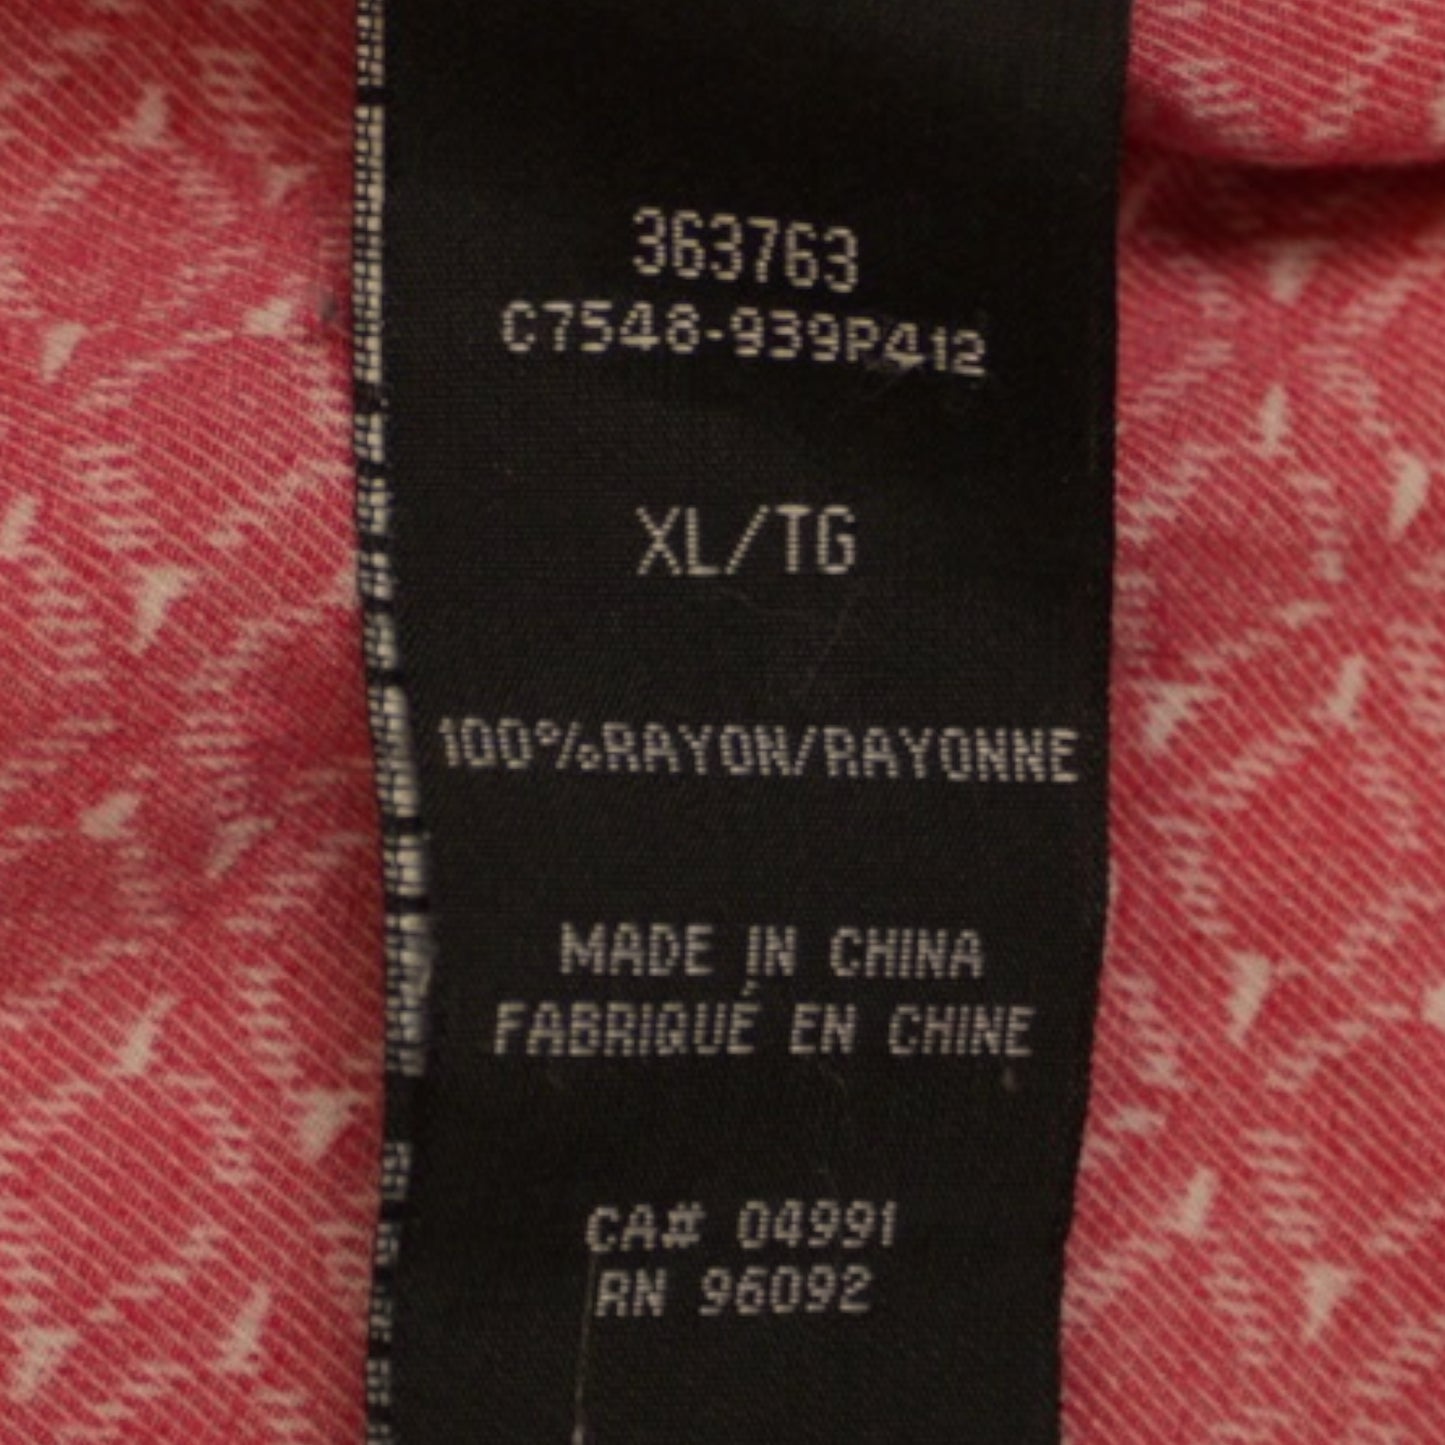 363763
C7548-939P412
XL/TG
100%RAYON/RAYONNE
MADE IN CHINA
FABRIQUÉ EN CHINE
CA# 04991
RN 96092